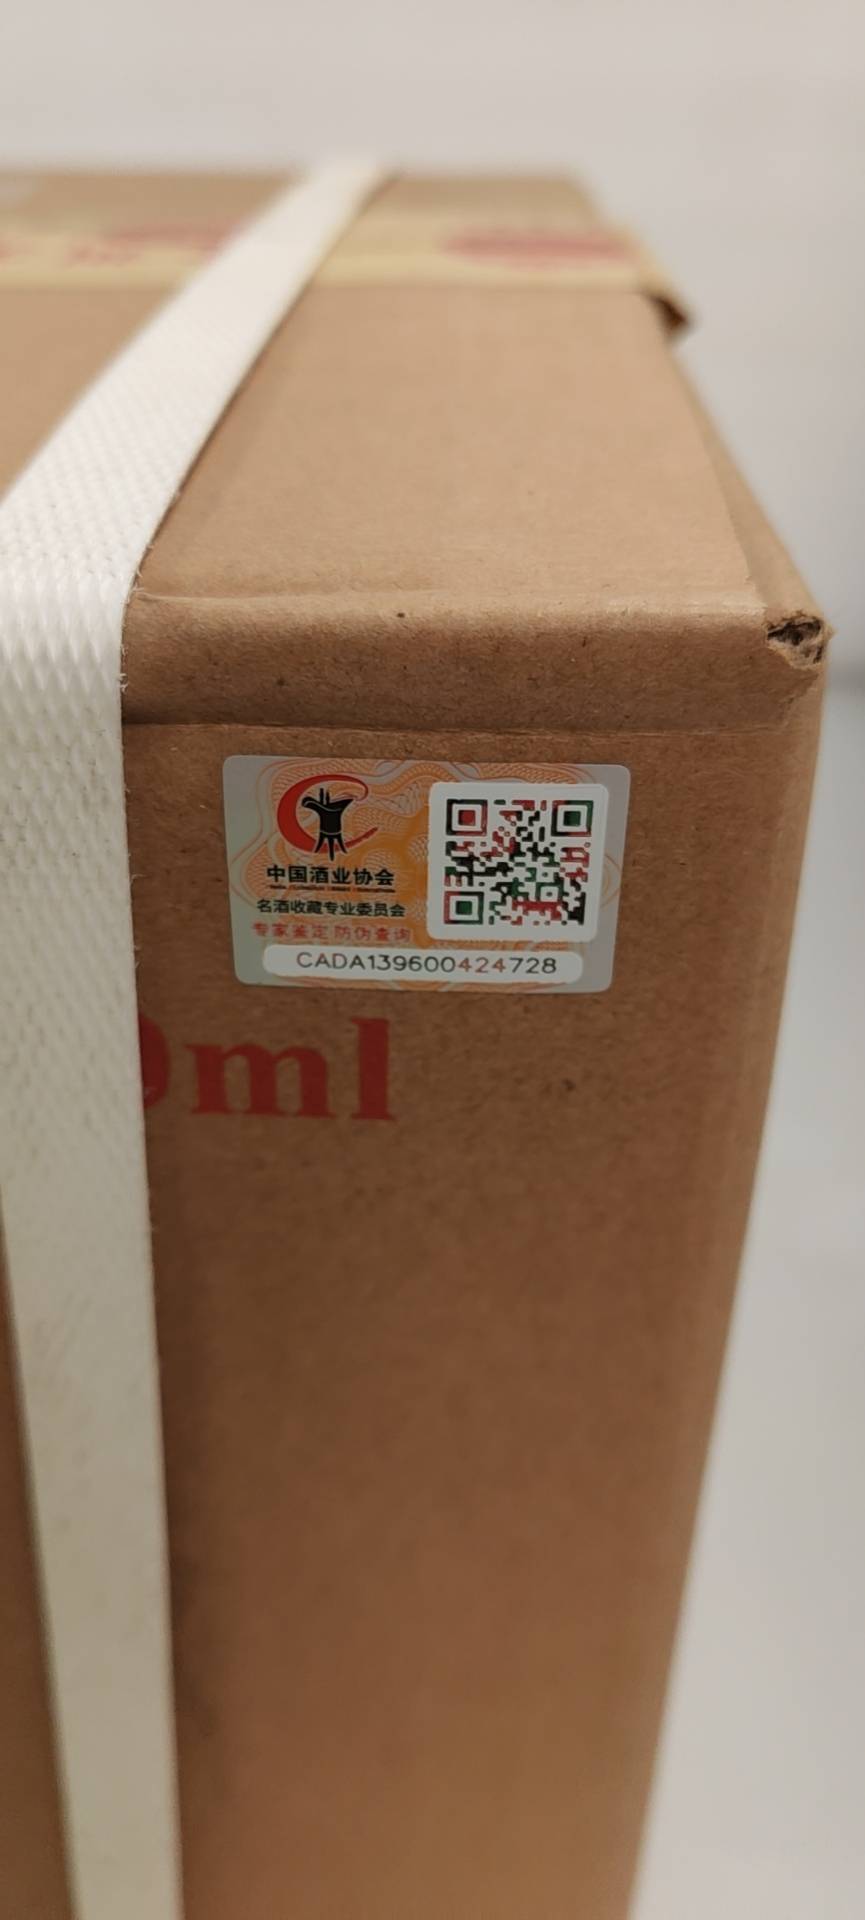 中国酒业协会
名酒收藏专业委员会
专家鉴定 防伪查询
CADA139600424728
ml